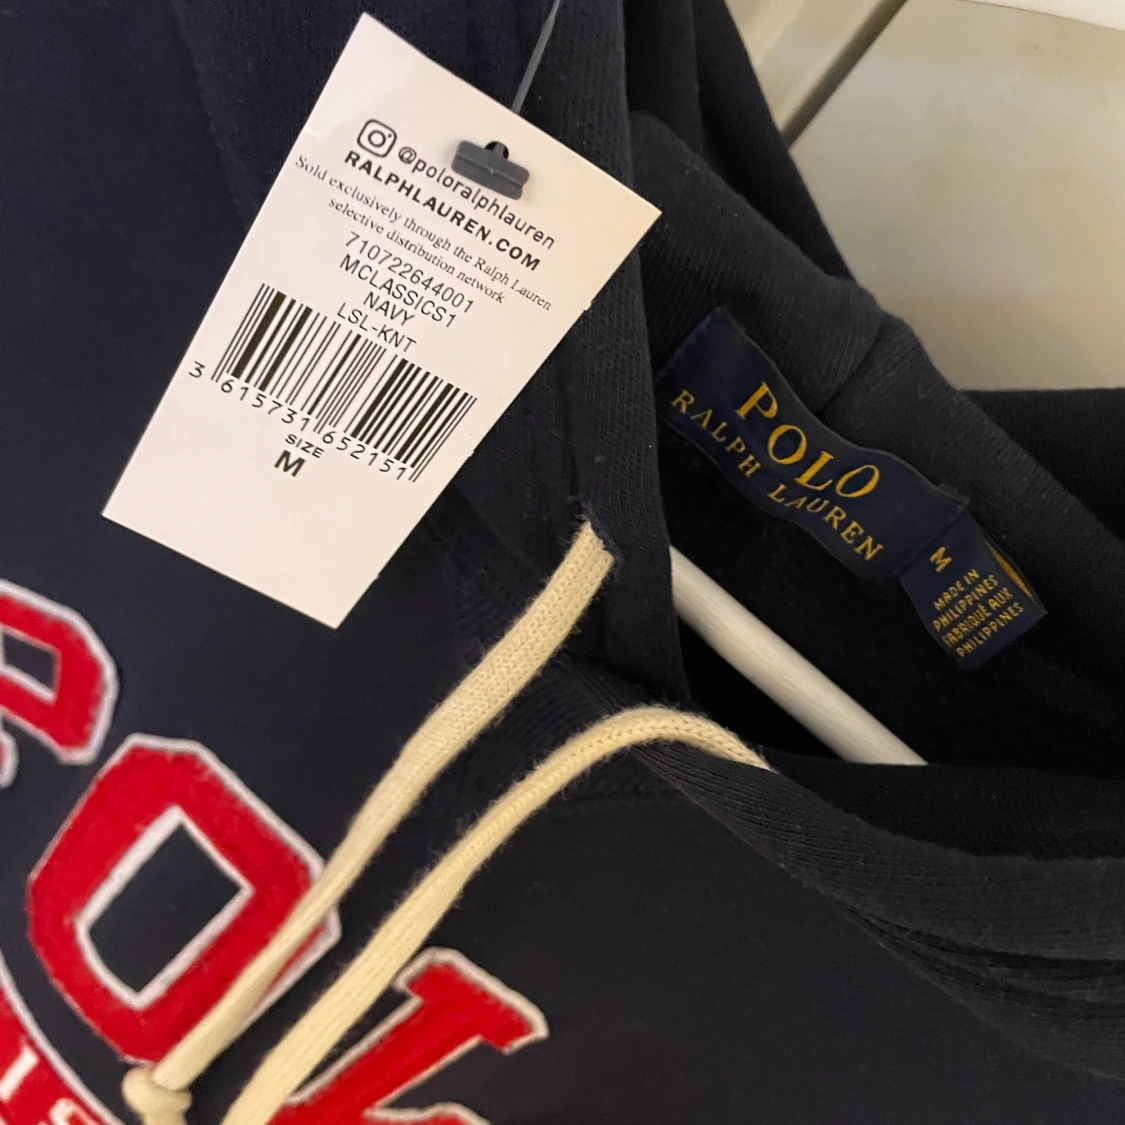 @poloralphlauren
RALPHLAUREN.COM
Sold exclusively through the Ralph Lauren
selective distribution network
710722644001
MCLASSICS1
NAVY
LSL-KNT
3 615731 652151
SIZE
M
POLO
RALPH LAUREN
M
MADE IN
PHILIPPINES
FABRIQUÉ AUX
PHILIPPINES